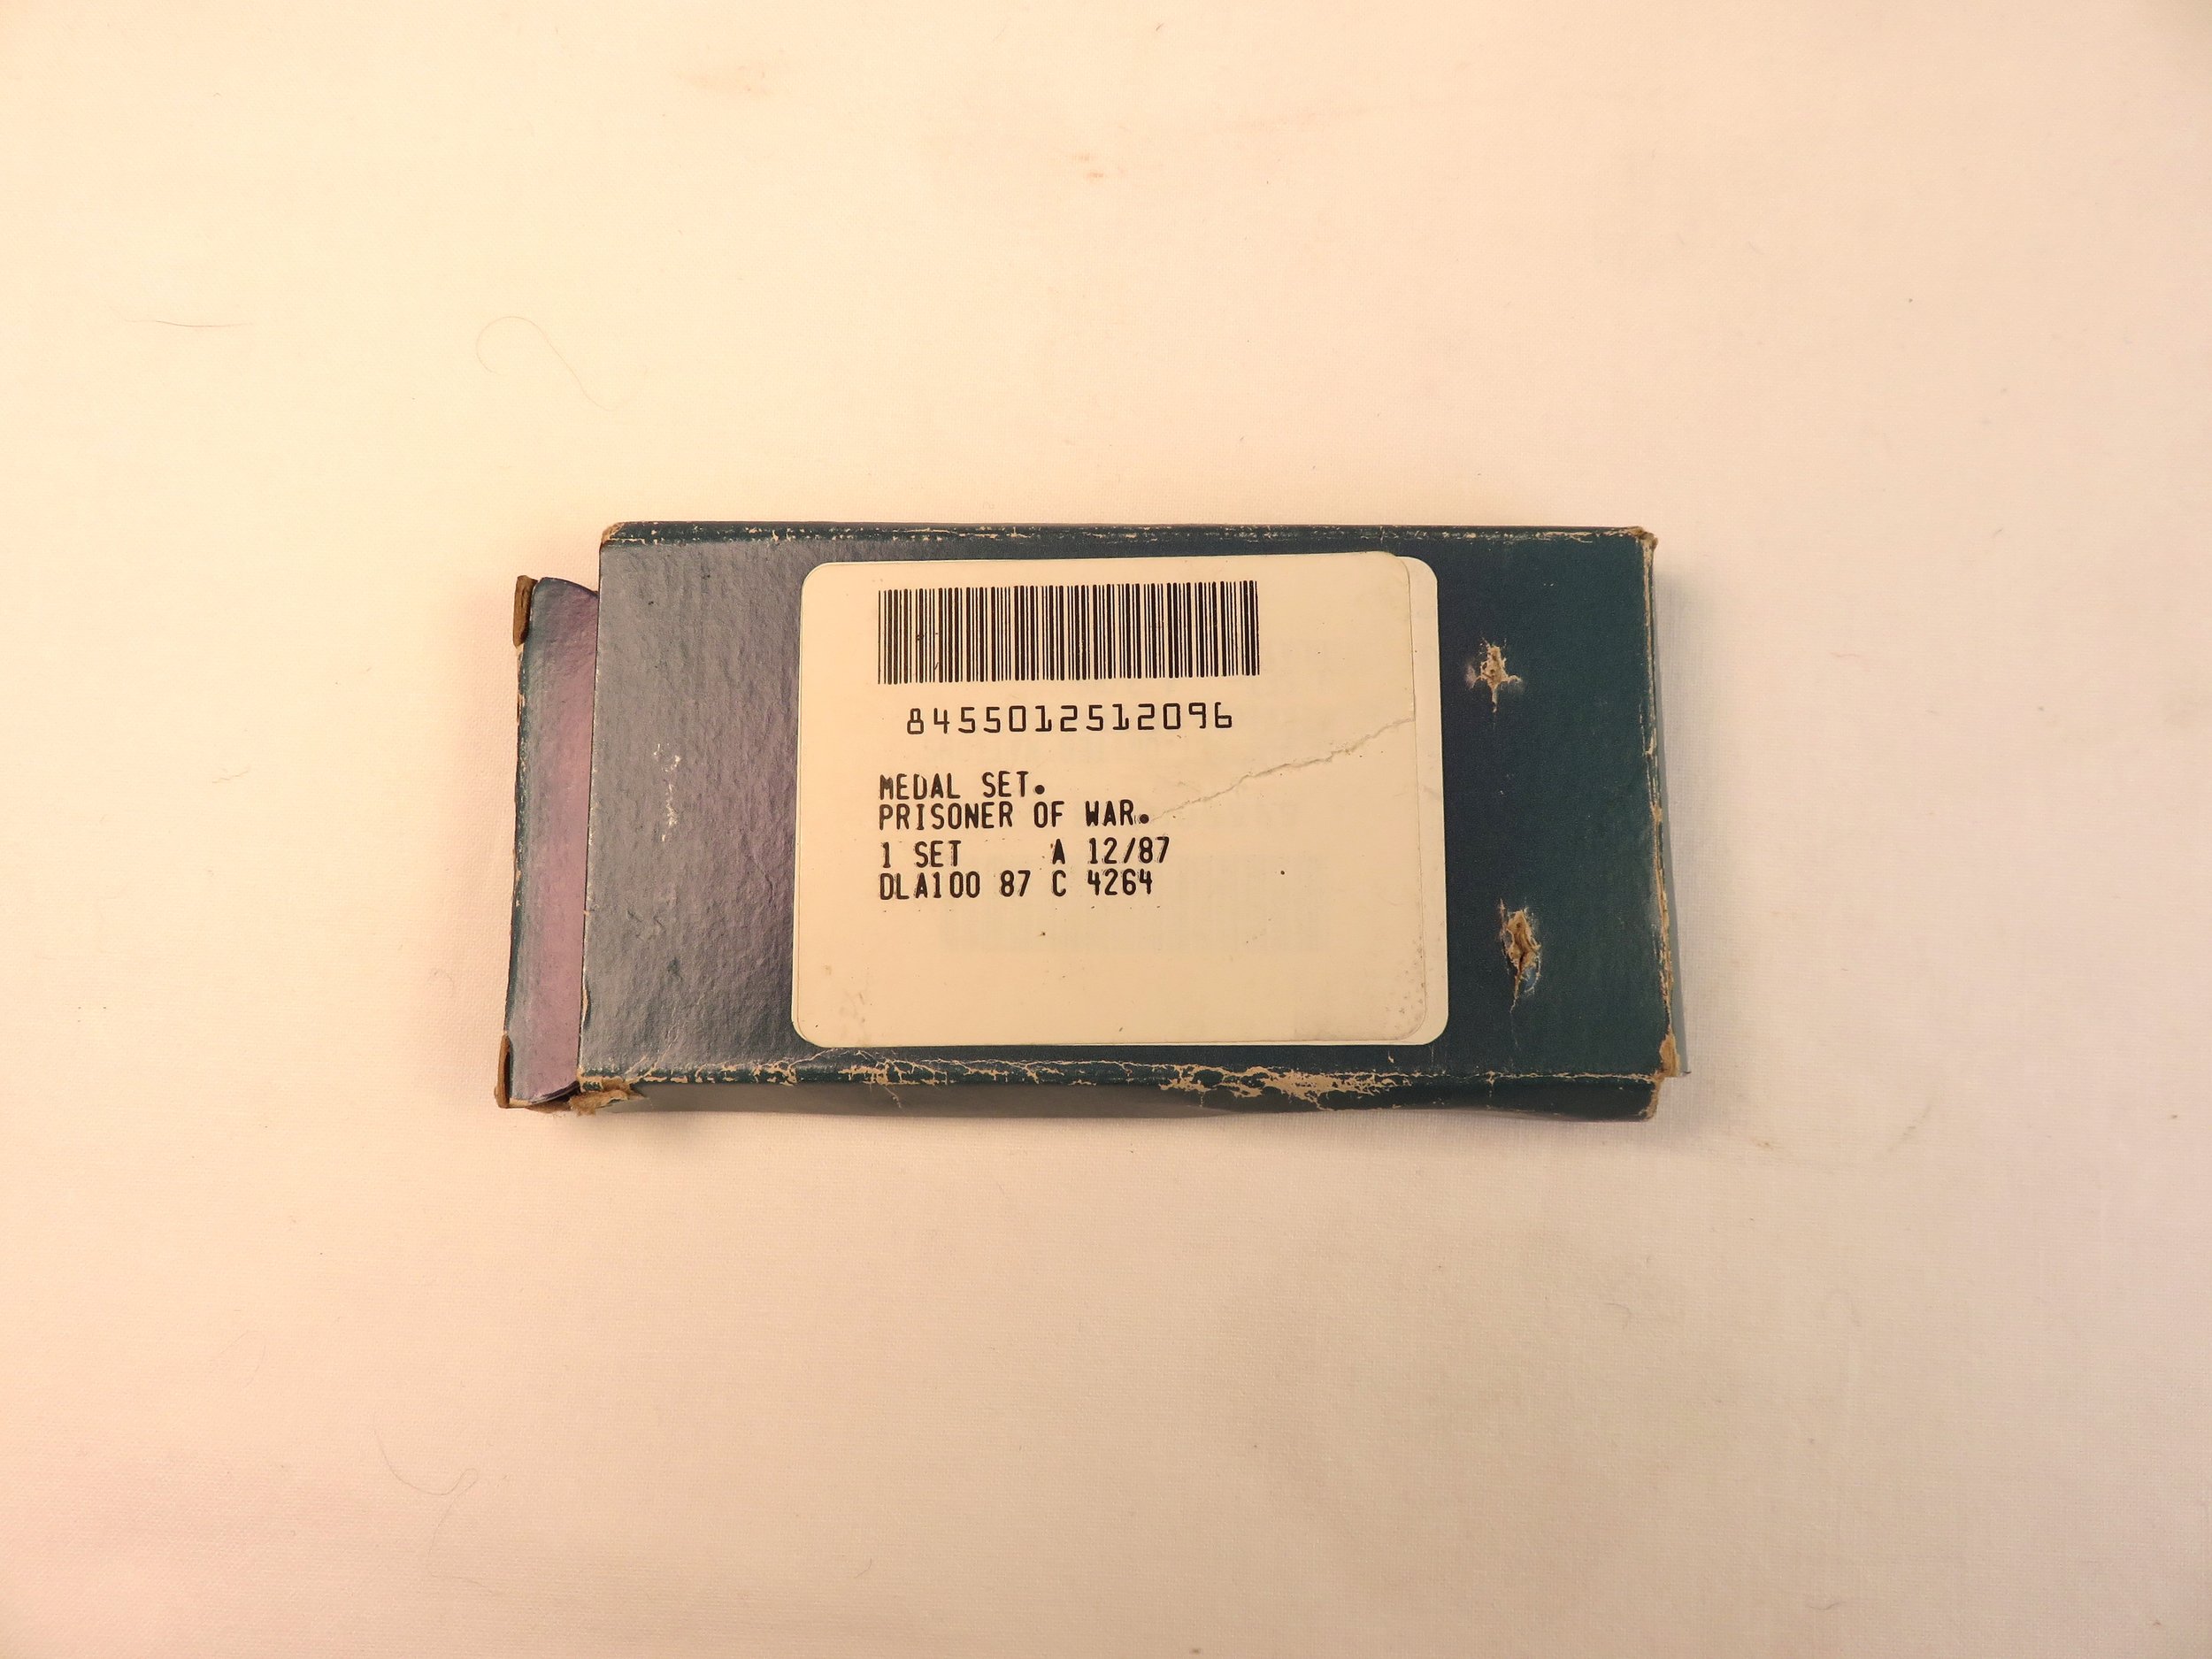 8455012512096
MEDAL SET.
PRISONER OF WAR.
1 SET A 12/87
DLA100 87 C 4264